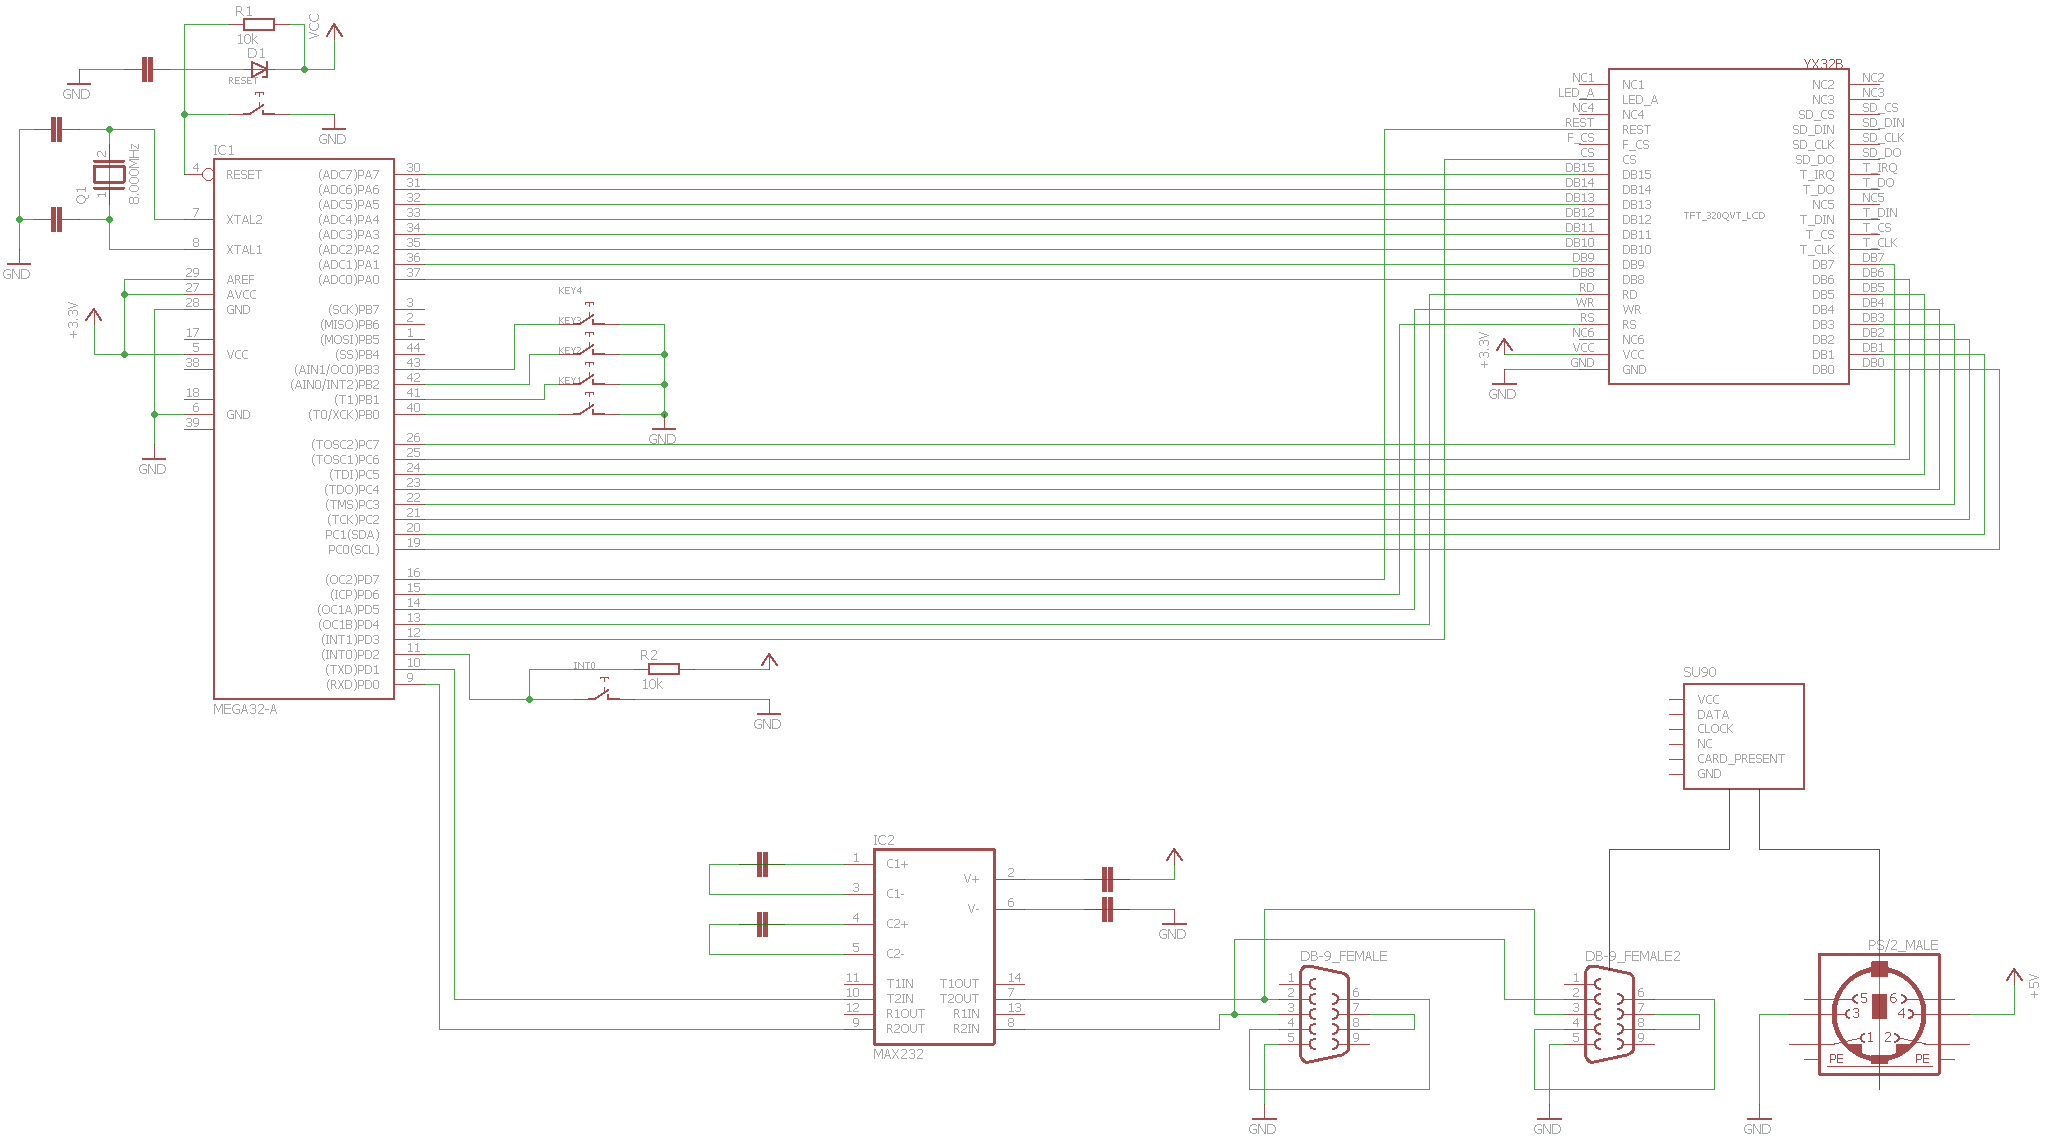 R1
10k
VCC
D1
RESET
GND
GND
2
1
Q1
8.000MHz
GND
IC1
4 RESET
7 XTAL2
8 XTAL1
29 AREF
27 AVCC
28 GND
17
5 VCC
38
18
6 GND
39
+3.3V
GND
(ADC7)PA7 30
(ADC6)PA6 31
(ADC5)PA5 32
(ADC4)PA4 33
(ADC3)PA3 34
(ADC2)PA2 35
(ADC1)PA1 36
(ADC0)PA0 37
(SCK)PB7 3
(MISO)PB6 2
(MOSI)PB5 1
(SS)PB4 44
(AIN1/OC0)PB3 43
(AIN0/INT2)PB2 42
(T1)PB1 41
(T0/XCK)PB0 40
(TOSC2)PC7 26
(TOSC1)PC6 25
(TDI)PC5 24
(TDO)PC4 23
(TMS)PC3 22
(TCK)PC2 21
PC1(SDA) 20
PC0(SCL) 19
(OC2)PD7 16
(ICP)PD6 15
(OC1A)PD5 14
(OC1B)PD4 13
(INT1)PD3 12
(INT0)PD2 11
(TXD)PD1 10
(RXD)PD0 9
MEGA32-A
KEY4
KEY3
KEY2
KEY1
GND
INT0
R2
10k
GND
YX32B
TFT_320QVT_LCD
NC1 NC1
LED_A LED_A
NC4 NC4
REST REST
F_CS F_CS
CS CS
DB15 DB15
DB14 DB14
DB13 DB13
DB12 DB12
DB11 DB11
DB10 DB10
DB9 DB9
DB8 DB8
RD RD
WR WR
RS RS
NC6 NC6
VCC VCC
GND GND
NC2 NC2
NC3 NC3
SD_CS SD_CS
SD_DIN SD_DIN
SD_CLK SD_CLK
SD_DO SD_DO
T_IRQ T_IRQ
T_DO T_DO
NC5 NC5
T_DIN T_DIN
T_CS T_CS
T_CLK T_CLK
DB7 DB7
DB6 DB6
DB5 DB5
DB4 DB4
DB3 DB3
DB2 DB2
DB1 DB1
DB0 DB0
+3.3V
GND
SU90
VCC
DATA
CLOCK
NC
CARD_PRESENT
GND
IC2
1 C1+
3 C1-
4 C2+
5 C2-
11 T1IN
10 T2IN
12 R1OUT
9 R2OUT
V+ 2
V- 6
T1OUT 14
T2OUT 7
R1IN 13
R2IN 8
MAX232
GND
DB-9_FEMALE
1
2
3
4
5
6
7
8
9
GND
DB-9_FEMALE2
1
2
3
4
5
6
7
8
9
GND
PS/2_MALE
5 6
3 4
1 2
PE PE
+5V
GND